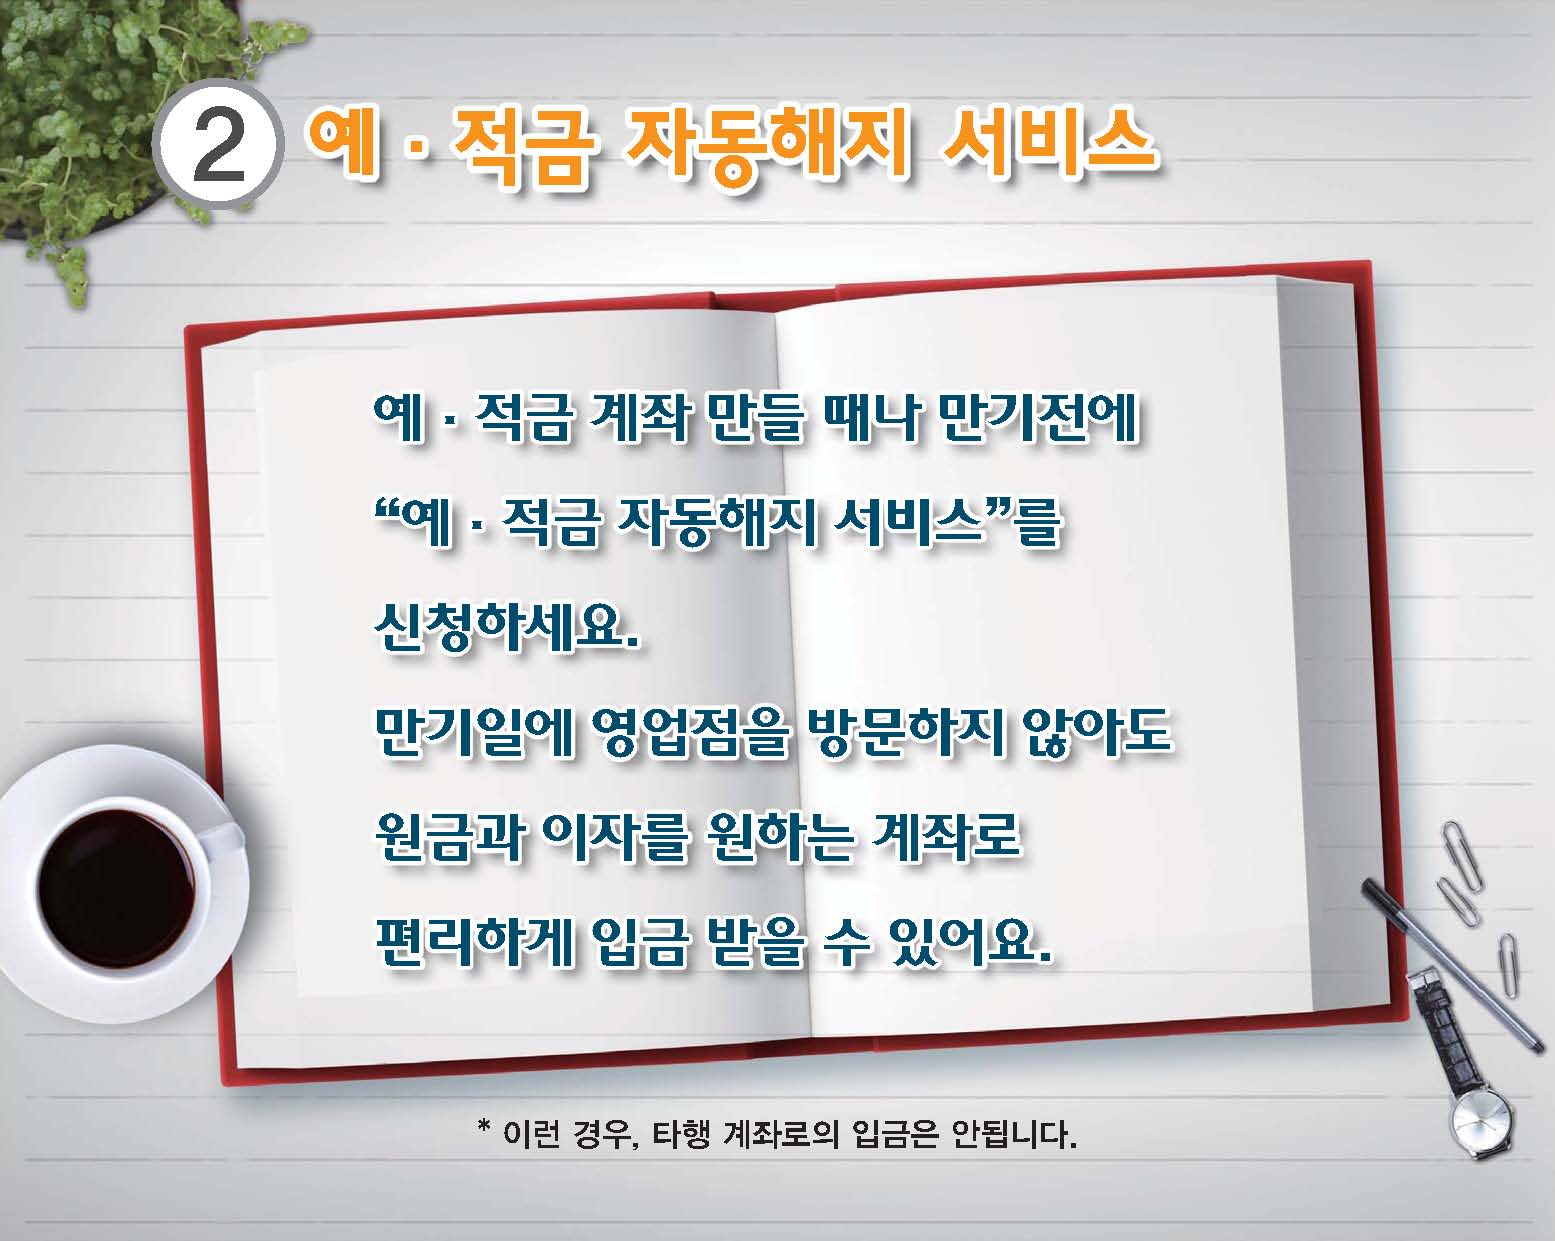 2 예 · 적금 자동해지 서비스
예 · 적금 계좌 만들 때나 만기전에
“예 · 적금 자동해지 서비스”를
신청하세요.
만기일에 영업점을 방문하지 않아도
원금과 이자를 원하는 계좌로
편리하게 입금 받을 수 있어요.
* 이런 경우, 타행 계좌로의 입금은 안됩니다.